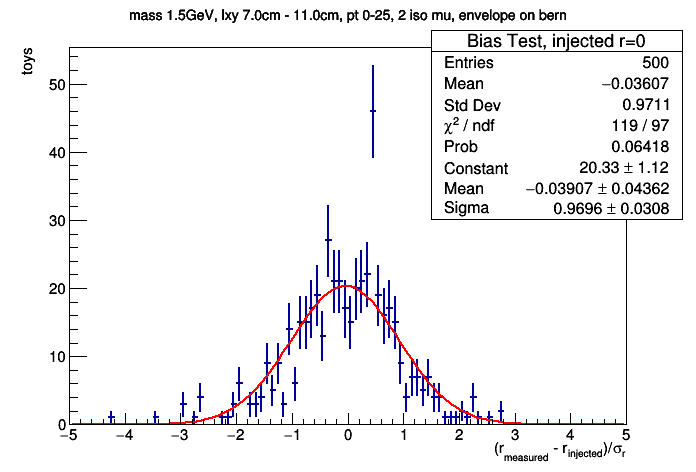 mass 1.5GeV, lxy 7.0cm - 11.0cm, pt 0-25, 2 iso mu, envelope on bern
toys
Bias Test, injected r=0
Entries 500
Mean −0.03607
Std Dev 0.9711
χ² / ndf 119 / 97
Prob 0.06418
Constant 20.33 ± 1.12
Mean −0.03907 ± 0.04362
Sigma 0.9696 ± 0.0308
50
40
30
20
10
0
−5 −4 −3 −2 −1 0 1 2 3 4 5
(r_measured - r_injected)/σ_r